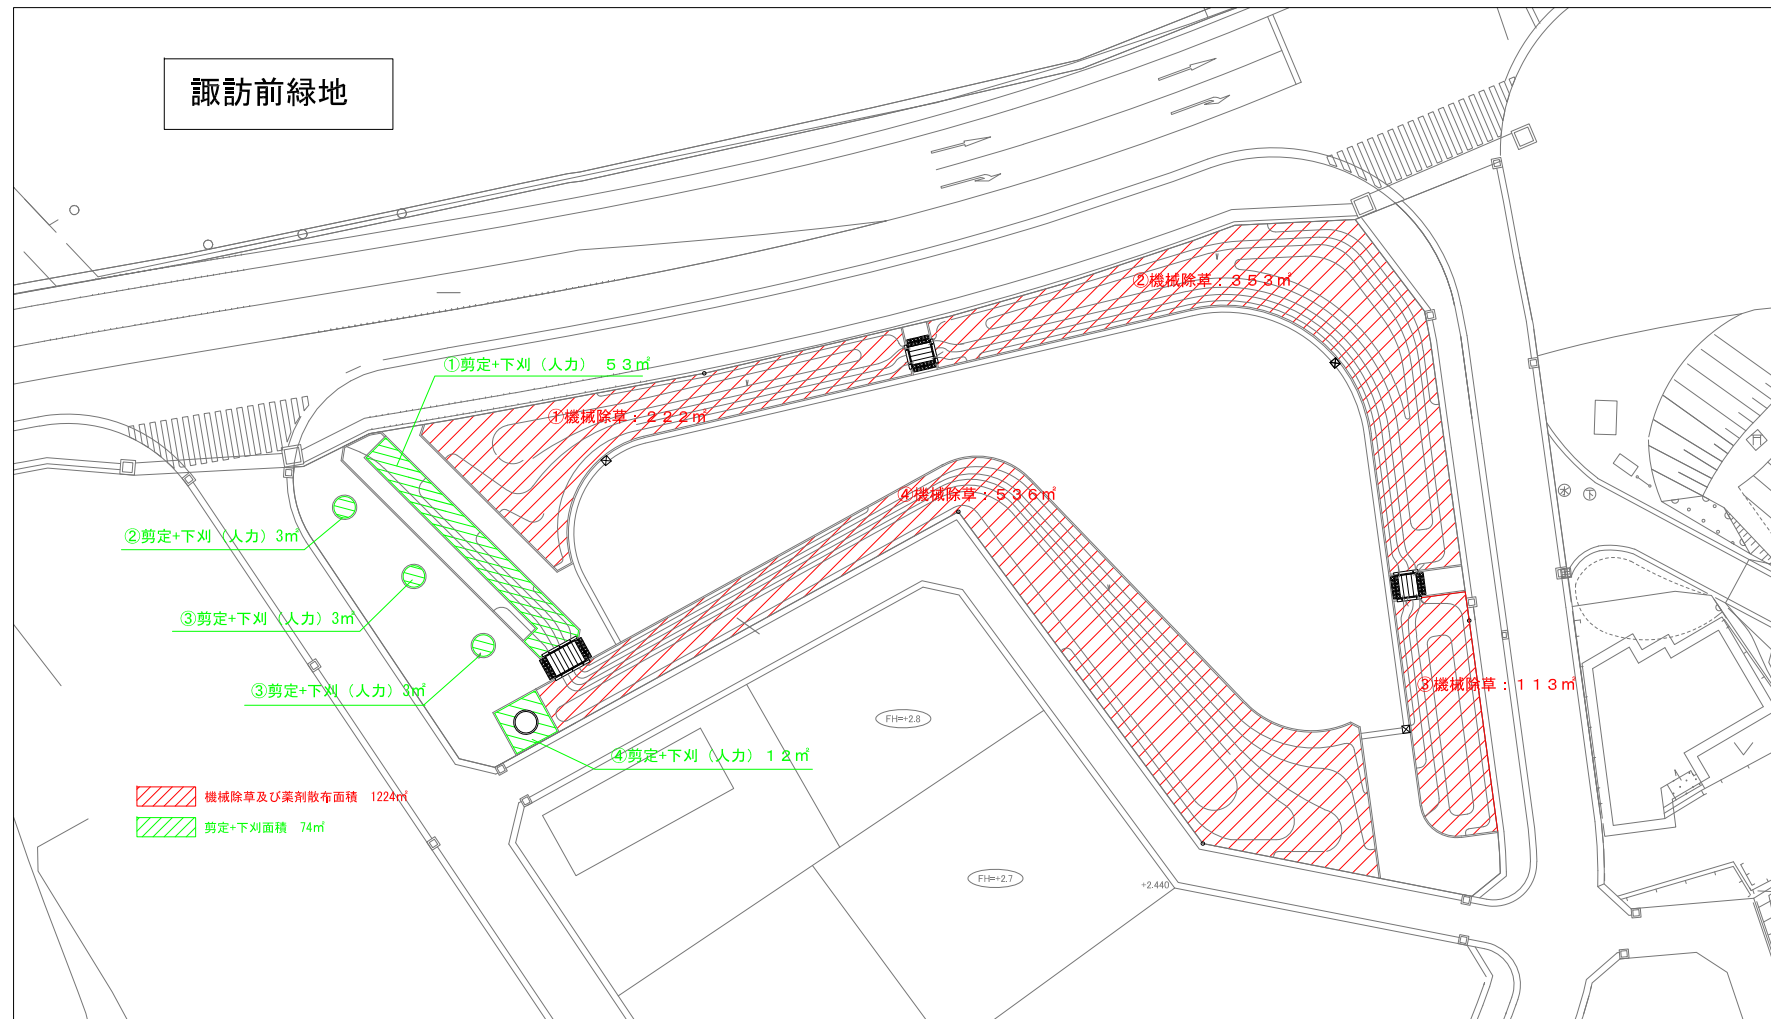 諏訪前緑地
②機械除草：３５３㎡
①剪定+下刈（人力）　５３㎡
①機械除草：２２２㎡
④機械除草：５３６㎡
②剪定+下刈（人力）3㎡
③剪定+下刈（人力）3㎡
③剪定+下刈（人力）3㎡
③機械除草：１１３㎡
FH=+2.8
④剪定+下刈（人力）１２㎡
機械除草及び薬剤散布面積　1224㎡
剪定+下刈面積　74㎡
FH=+2.7
+2.440